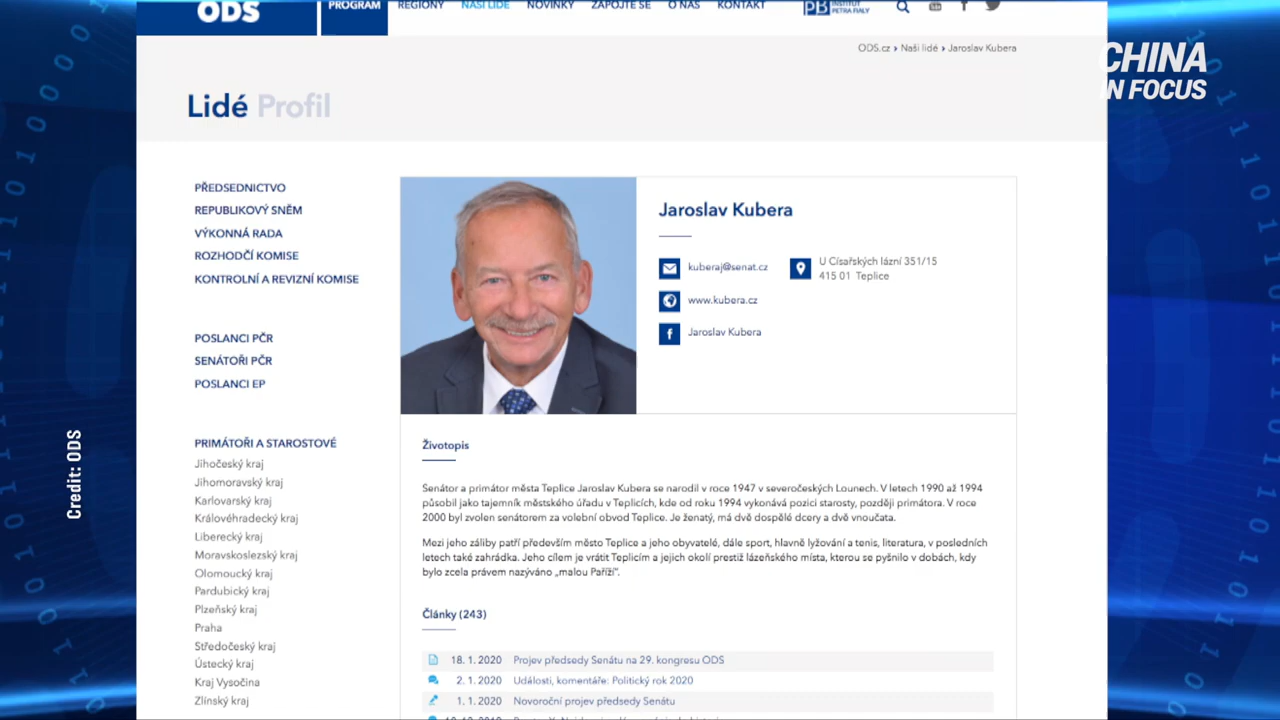 ODS
PROGRAM
REGIONY
NAŠI LIDÉ
NOVINKY
ZAPOJTE SE
O NÁS
KONTAKT
INSTITUT
PETRA FIALY
ODS.cz › Naši lidé › Jaroslav Kubera
CHINA
IN FOCUS
Lidé Profil
PŘEDSEDNICTVO
REPUBLIKOVÝ SNĚM
VÝKONNÁ RADA
ROZHODČÍ KOMISE
KONTROLNÍ A REVIZNÍ KOMISE
POSLANCI PČR
SENÁTOŘI PČR
POSLANCI EP
PRIMÁTOŘI A STAROSTOVÉ
Jihočeský kraj
Jihomoravský kraj
Karlovarský kraj
Královéhradecký kraj
Liberecký kraj
Moravskoslezský kraj
Olomoucký kraj
Pardubický kraj
Plzeňský kraj
Praha
Středočeský kraj
Ústecký kraj
Kraj Vysočina
Zlínský kraj
Jaroslav Kubera
kuberaj@senat.cz
U Císařských lázní 351/15
415 01 Teplice
www.kubera.cz
Jaroslav Kubera
Životopis
Senátor a primátor města Teplice Jaroslav Kubera se narodil v roce 1947 v severočeských Lounech. V letech 1990 až 1994
působil jako tajemník městského úřadu v Teplicích, kde od roku 1994 vykonává pozici starosty, později primátora. V roce
2000 byl zvolen senátorem za volební obvod Teplice. Je ženatý, má dvě dospělé dcery a dvě vnoučata.
Mezi jeho záliby patří především město Teplice a jeho obyvatelé, dále sport, hlavně lyžování a tenis, literatura, v posledních
letech také zahrádka. Jeho cílem je vrátit Teplicím a jejich okolí prestiž lázeňského místa, kterou se pyšnilo v dobách, kdy
bylo zcela právem nazýváno „malou Paříží“.
Články (243)
18. 1. 2020 Projev předsedy Senátu na 29. kongresu ODS
2. 1. 2020 Události, komentáře: Politický rok 2020
1. 1. 2020 Novoroční projev předsedy Senátu
Credit: ODS